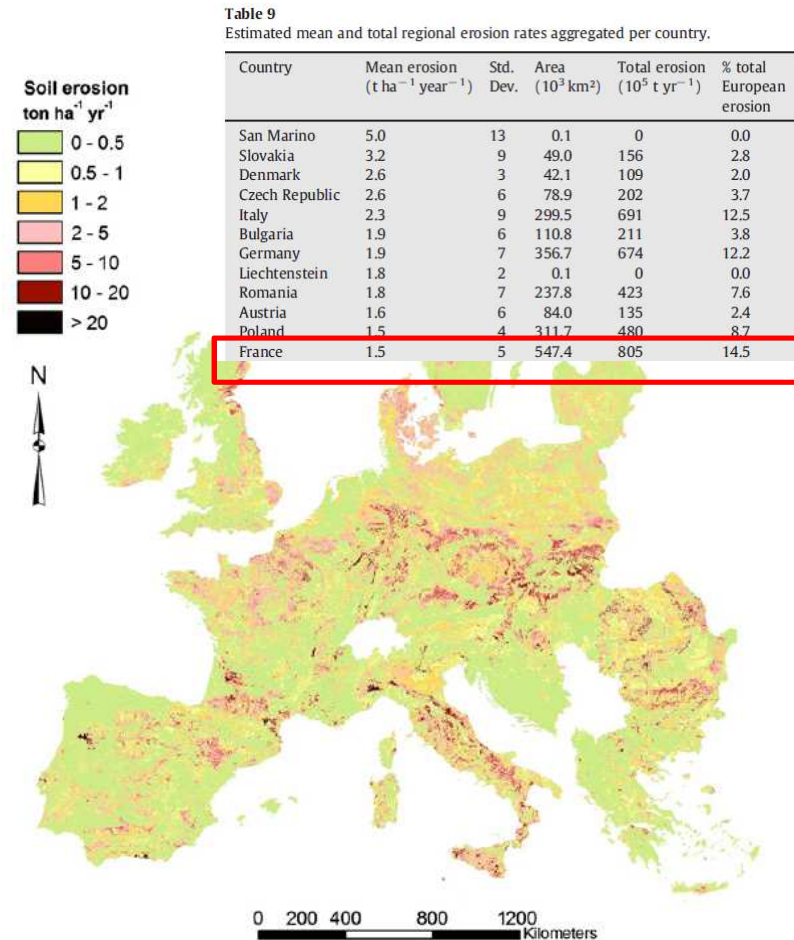 Table 9
Estimated mean and total regional erosion rates aggregated per country.
Country Mean erosion Std. Area Total erosion % total
(t ha⁻¹ year⁻¹) Dev. (10³ km²) (10⁵ t yr⁻¹) European
erosion
San Marino 5.0 13 0.1 0 0.0
Slovakia 3.2 9 49.0 156 2.8
Denmark 2.6 3 42.1 109 2.0
Czech Republic 2.6 6 78.9 202 3.7
Italy 2.3 9 299.5 691 12.5
Bulgaria 1.9 6 110.8 211 3.8
Germany 1.9 7 356.7 674 12.2
Liechtenstein 1.8 2 0.1 0 0.0
Romania 1.8 7 237.8 423 7.6
Austria 1.6 6 84.0 135 2.4
Poland 1.5 4 311.7 480 8.7
France 1.5 5 547.4 805 14.5
Soil erosion
ton ha⁻¹ yr⁻¹
0 - 0.5
0.5 - 1
1 - 2
2 - 5
5 - 10
10 - 20
> 20
N
0 200 400 800 1200
Kilometers